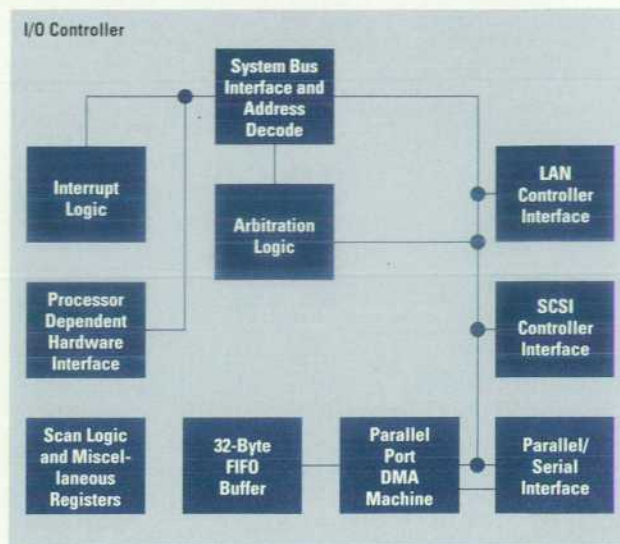 I/O Controller
System Bus
Interface and
Address
Decode
Interrupt
Logic
Arbitration
Logic
LAN
Controller
Interface
Processor
Dependent
Hardware
Interface
SCSI
Controller
Interface
Scan Logic
and Miscel-
laneous
Registers
32-Byte
FIFO
Buffer
Parallel
Port
DMA
Machine
Parallel/
Serial
Interface